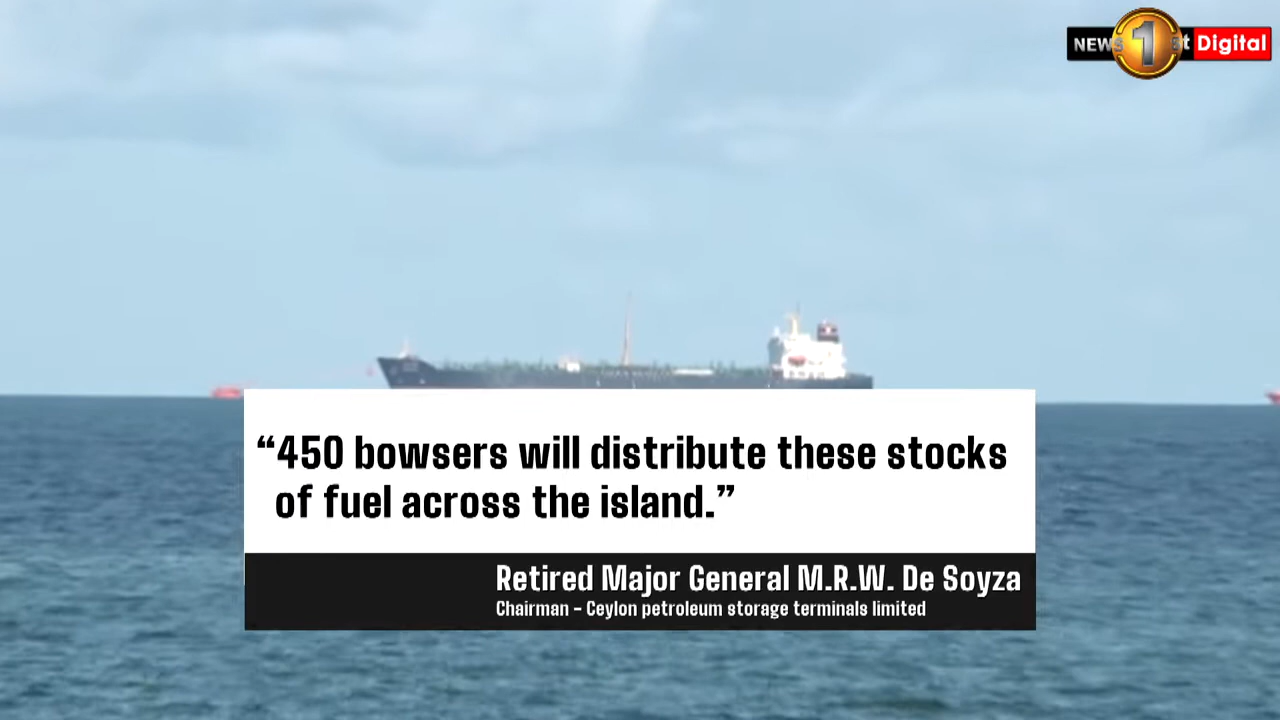 NEWS 1st Digital
“450 bowsers will distribute these stocks
of fuel across the island.”
Retired Major General M.R.W. De Soyza
Chairman - Ceylon petroleum storage terminals limited